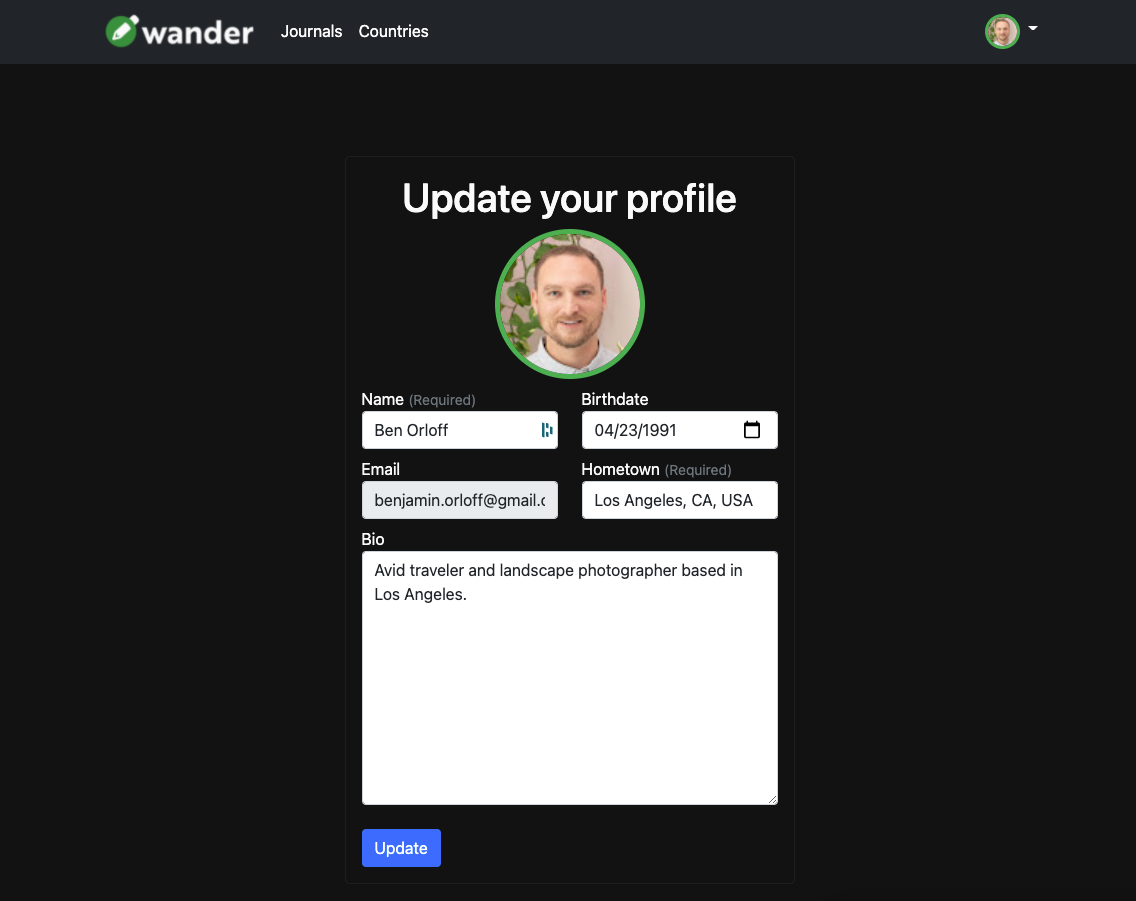 wander Journals Countries
Update your profile
Name (Required) Birthdate
Ben Orloff 04/23/1991
Email Hometown (Required)
benjamin.orloff@gmail.c Los Angeles, CA, USA
Bio
Avid traveler and landscape photographer based in
Los Angeles.
Update